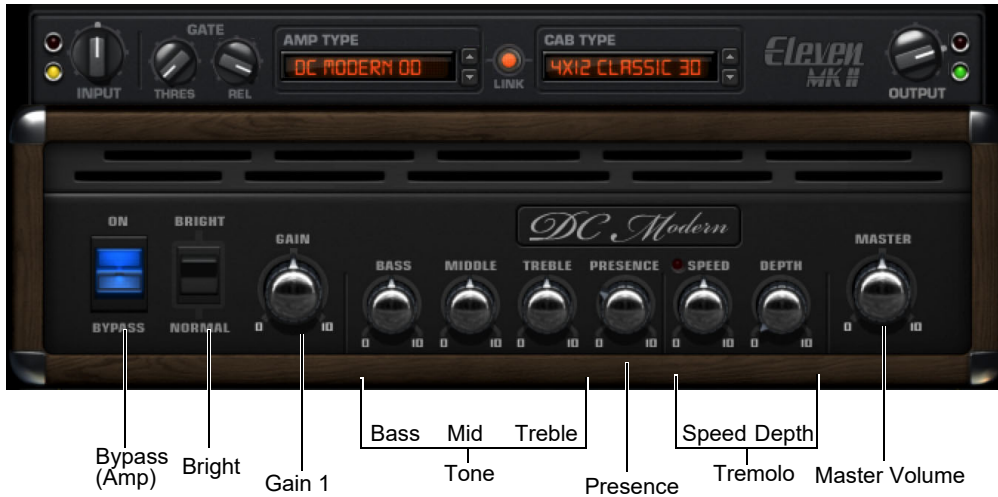 INPUT
GATE
THRES REL
AMP TYPE
DC MODERN OD
LINK
CAB TYPE
4X12 CLASSIC 30
Eleven
MK II
OUTPUT
ON
BYPASS
BRIGHT
NORMAL
GAIN
0 10
DC Modern
BASS MIDDLE TREBLE PRESENCE SPEED DEPTH
0 10 0 10 0 10 0 10 0 10 0 10
MASTER
0 10
Bypass
(Amp)
Bright
Gain 1
Bass Mid Treble
Tone
Presence
Speed Depth
Tremolo
Master Volume